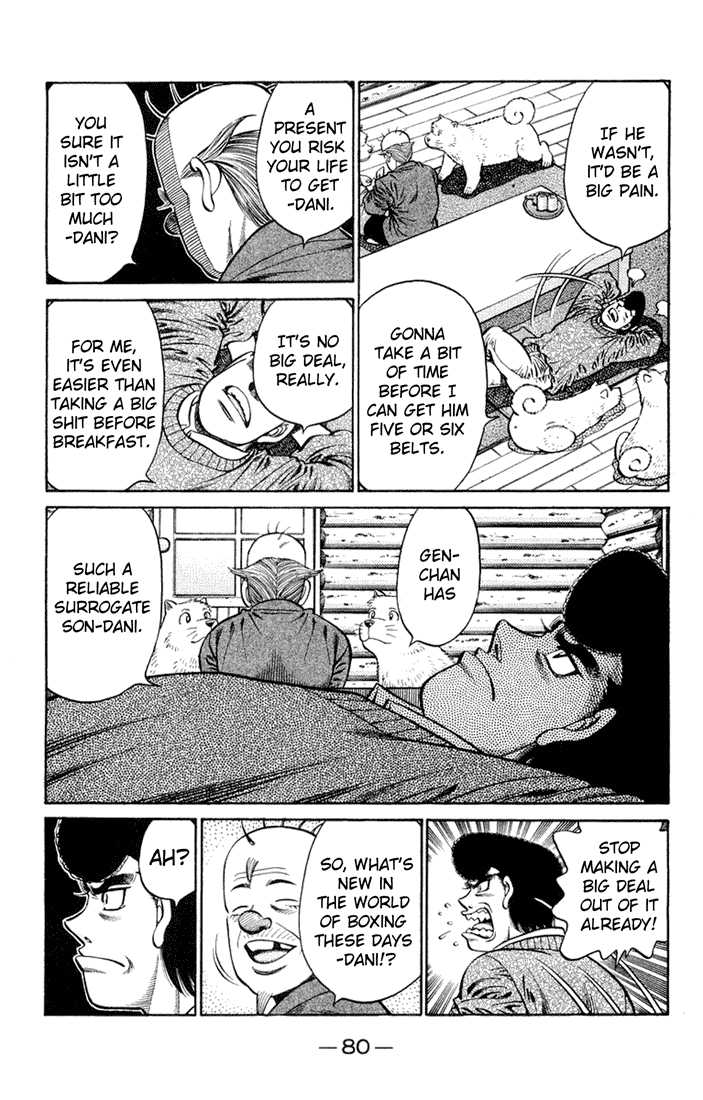 IF HE
WASN'T,
IT'D BE A
BIG PAIN.
GONNA
TAKE A BIT
OF TIME
BEFORE I
CAN GET HIM
FIVE OR SIX
BELTS.
A
PRESENT
YOU RISK
YOUR LIFE
TO GET
-DANI.
YOU
SURE IT
ISN'T A
LITTLE
BIT TOO
MUCH
-DANI?
IT'S NO
BIG DEAL,
REALLY.
FOR ME,
IT'S EVEN
EASIER THAN
TAKING A BIG
SHIT BEFORE
BREAKFAST.
GEN-
CHAN
HAS
SUCH A
RELIABLE
SURROGATE
SON-DANI.
STOP
MAKING A
BIG DEAL
OUT OF IT
ALREADY!
SO, WHAT'S
NEW IN
THE WORLD
OF BOXING
THESE DAYS
-DANI!?
AH?
—80—